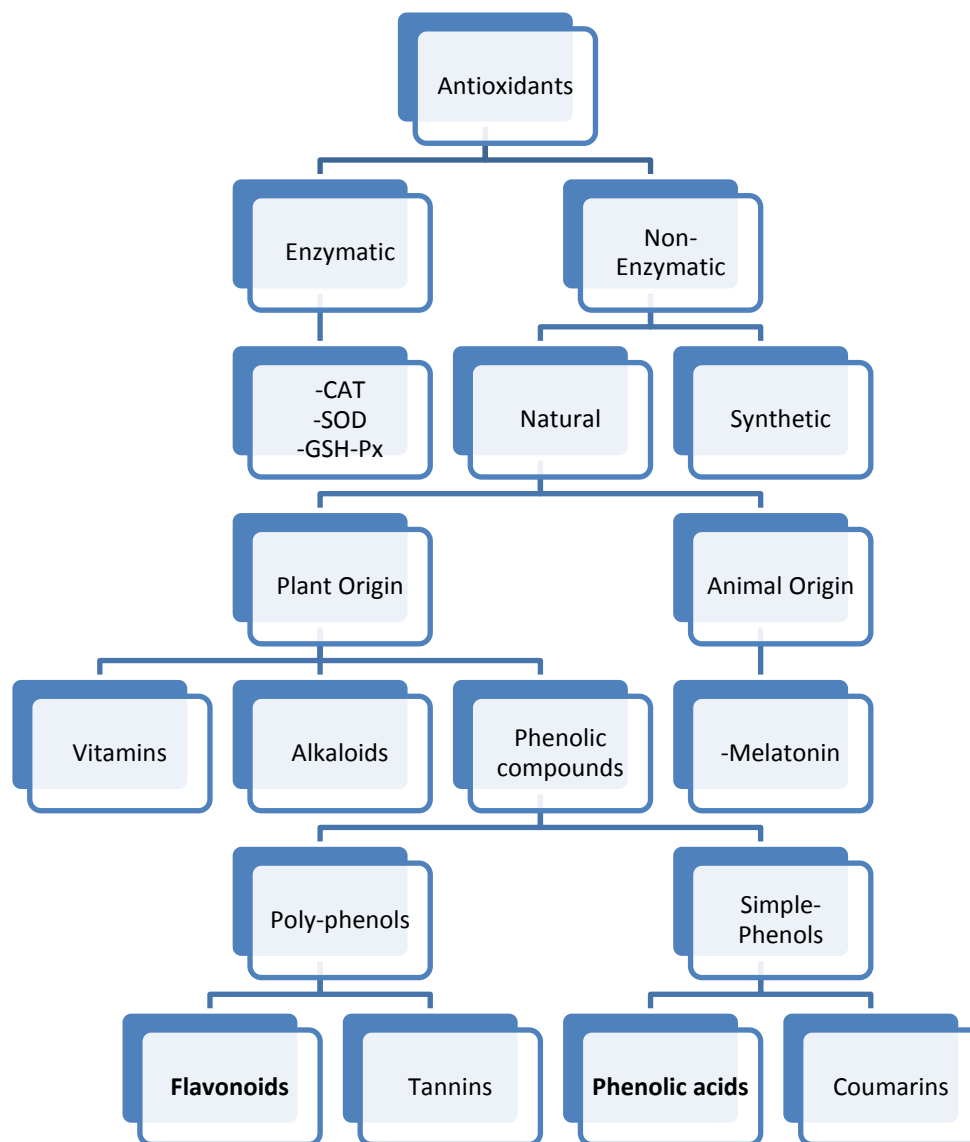 Antioxidants
Enzymatic
Non-
Enzymatic
-CAT
-SOD
-GSH-Px
Natural
Synthetic
Plant Origin
Animal Origin
Vitamins
Alkaloids
Phenolic
compounds
-Melatonin
Poly-phenols
Simple-
Phenols
Flavonoids
Tannins
Phenolic acids
Coumarins